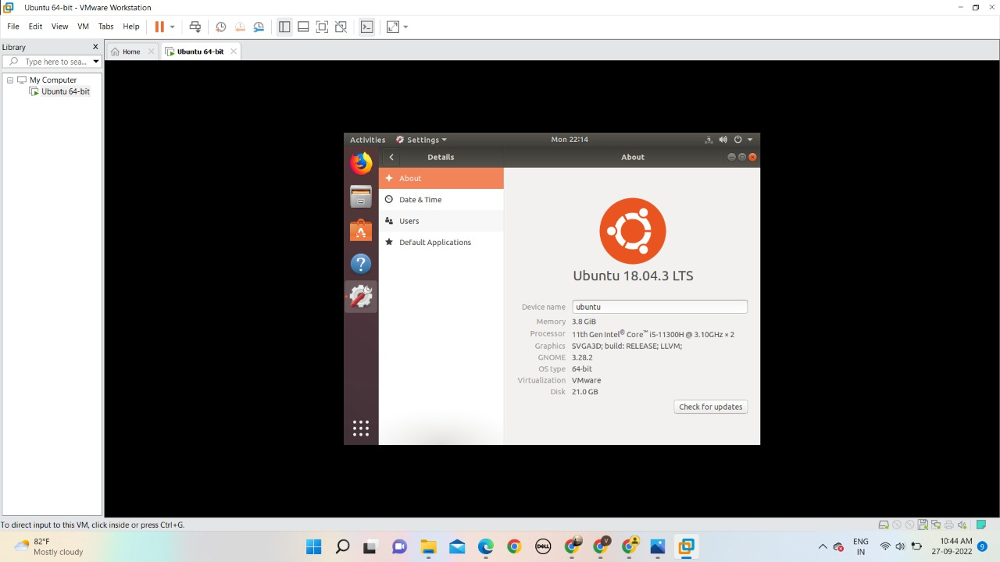 Ubuntu 64-bit - VMware Workstation
File Edit View VM Tabs Help
Library
Type here to sea...
My Computer
Ubuntu 64-bit
Home
Ubuntu 64-bit
Activities Settings Mon 22:14
Details About
About
Date & Time
Users
Default Applications
Ubuntu 18.04.3 LTS
Device name ubuntu
Memory 3.8 GiB
Processor 11th Gen Intel® Core™ i5-11300H @ 3.10GHz × 2
Graphics SVGA3D; build: RELEASE; LLVM;
GNOME 3.28.2
OS type 64-bit
Virtualization VMware
Disk 21.0 GB
Check for updates
To direct input to this VM, click inside or press Ctrl+G.
82°F
Mostly cloudy
DELL
V
ENG
IN
10:44 AM
27-09-2022
9